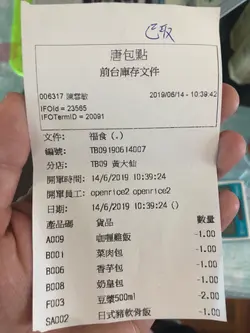 已取
唐包點
前台庫存文件
006317 陳雪敏 2019/06/14 - 10:39:42
IFOId = 23565
IFOTermID = 20091
文件: 福食 (.)
編號: TB09190614007
分店: TB09 黃大仙
開單時間: 14/6/2019 10:39:24
開單員工: openrice2 openrice2
日期: 14/6/2019 10:39:24 ()
產品碼 貨品 數量
A009 咖喱雞飯 -1.00
B001 菜肉包 -1.00
B006 香芋包 -1.00
B008 奶皇包 -1.00
F003 豆漿500ml -2.00
SA002 日式豬軟骨飯 -1.00